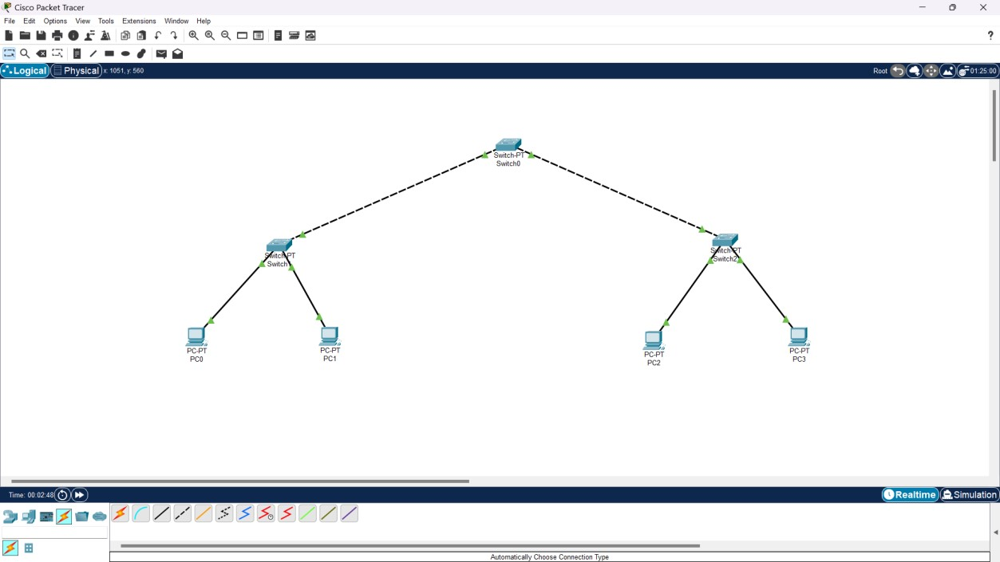 Cisco Packet Tracer
File Edit Options View Tools Extensions Window Help
?
Logical Physical x: 1051, y: 560 Root 01:25:00
Switch-PT
Switch0
Switch-PT
Switch
Switch-PT
Switch2
PC-PT
PC0
PC-PT
PC1
PC-PT
PC2
PC-PT
PC3
Time: 00:02:48 Realtime Simulation
Automatically Choose Connection Type